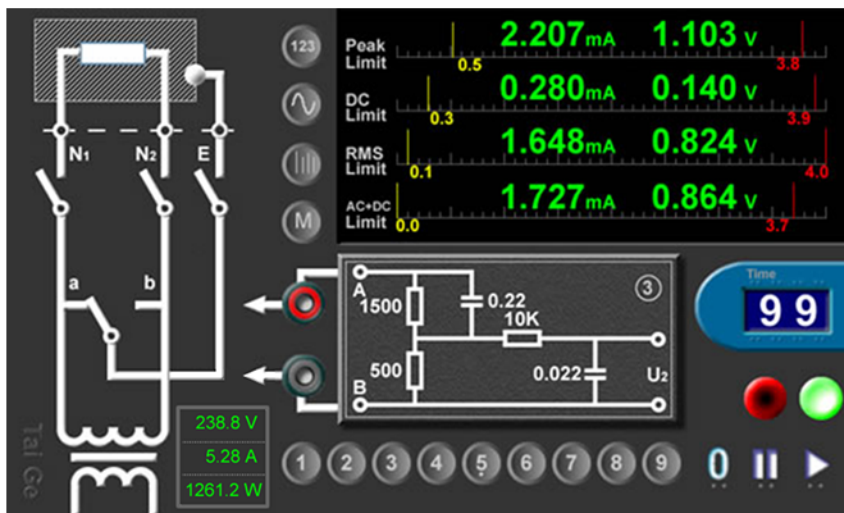 123
M
Peak Limit 0.5 2.207mA 1.103 V 3.8
DC Limit 0.3 0.280mA 0.140 V 3.9
RMS Limit 0.1 1.648mA 0.824 V 4.0
AC+DC Limit 0.0 1.727mA 0.864 V 3.7
N1 N2 E
a b
A
1500
0.22
10K
3
500
0.022
U2
B
Time
99
238.8 V
5.28 A
1261.2 W
Tai Ge
1 2 3 4 5 6 7 8 9
0